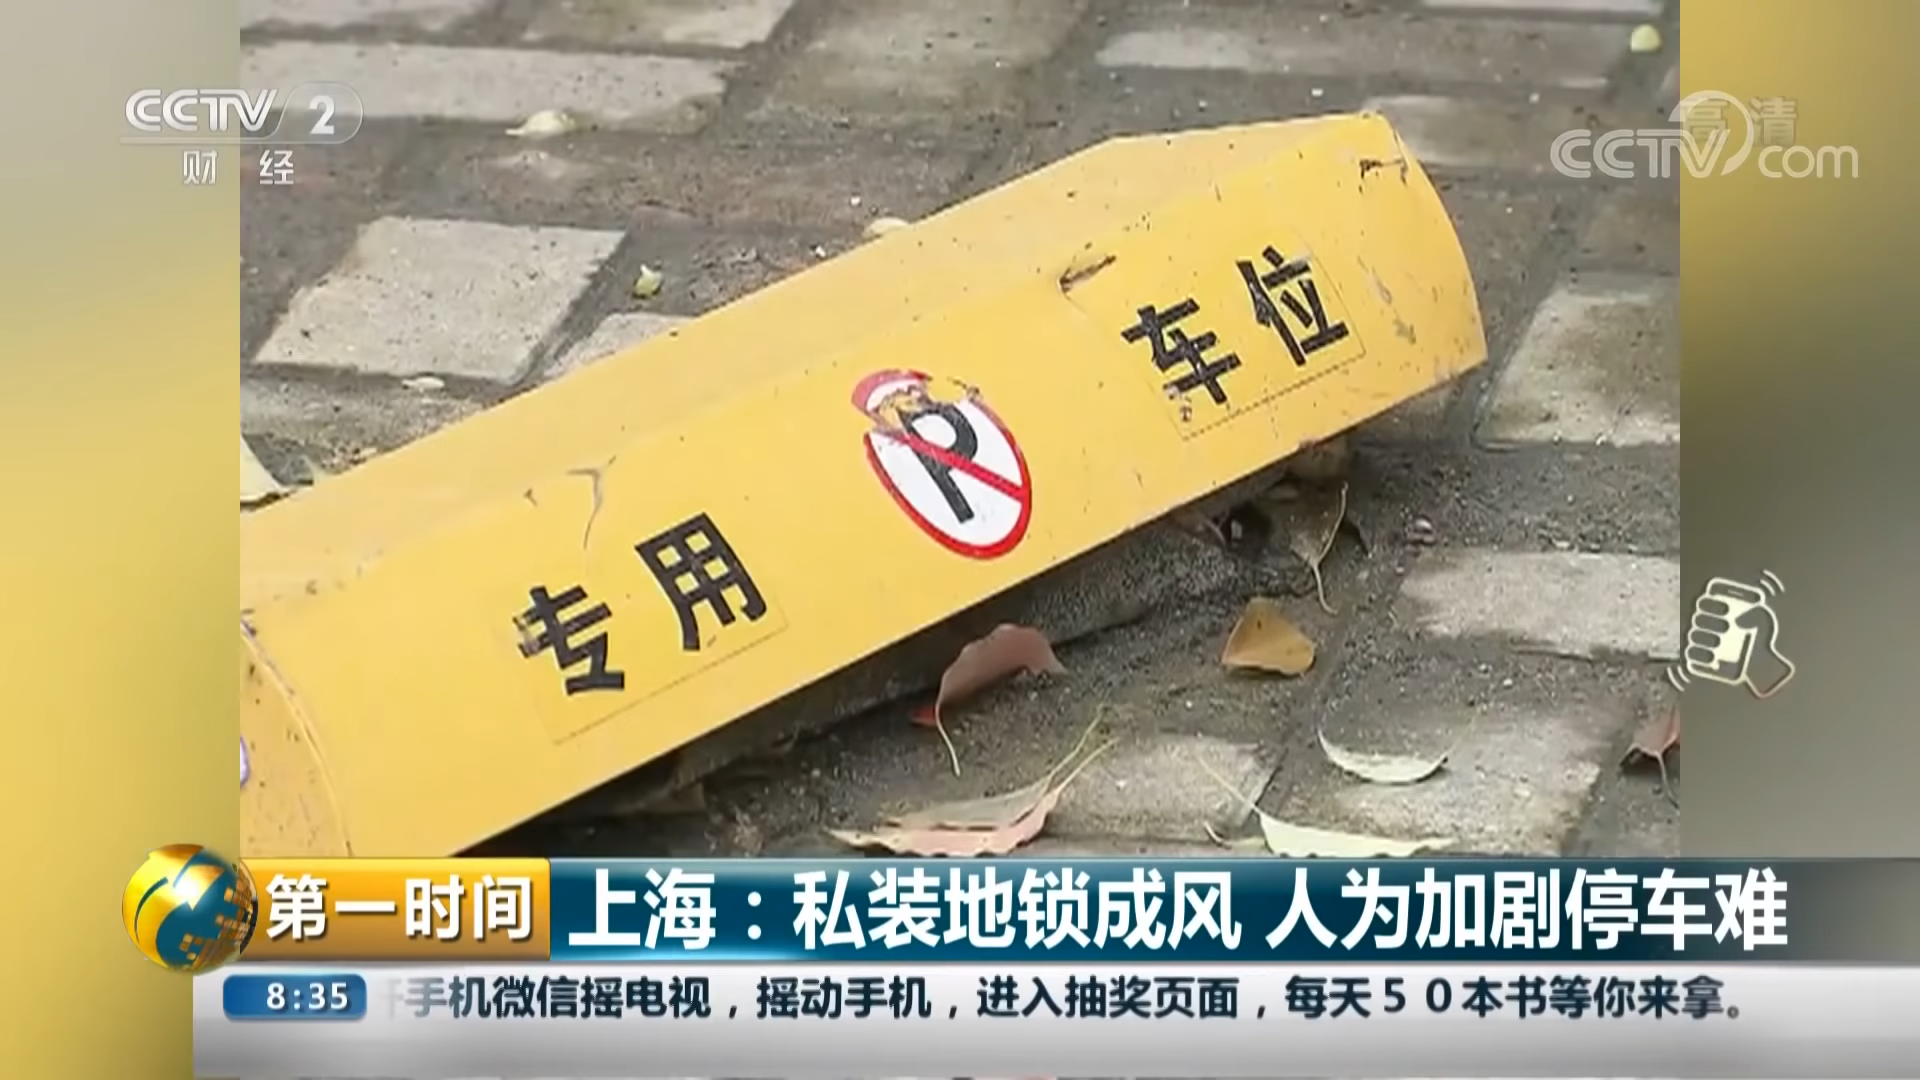 CCTV 2
财 经
高清
CCTV com
专用 P 车位
第一时间
上海：私装地锁成风 人为加剧停车难
8:35
手机微信摇电视，摇动手机，进入抽奖页面，每天50本书等你来拿。